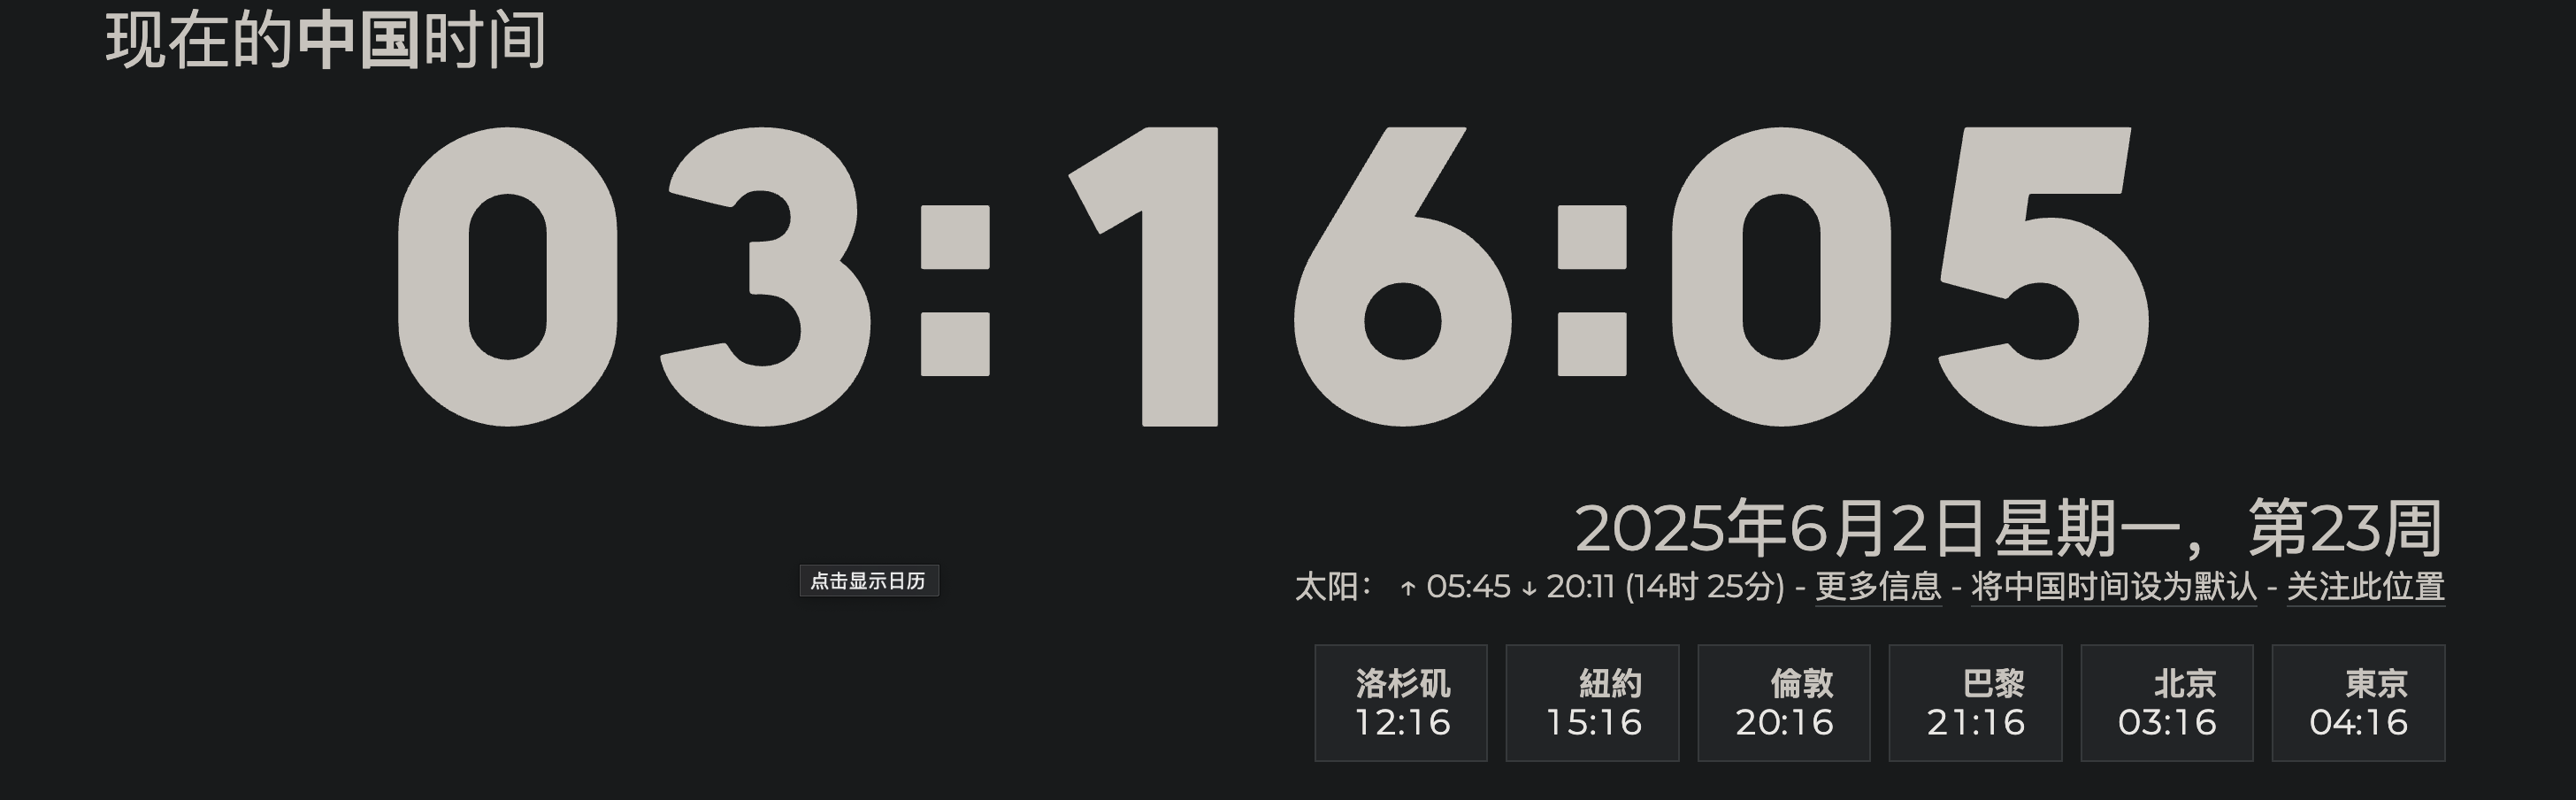 现在的中国时间
03:16:05
2025年6月2日星期一，第23周
点击显示日历
太阳： ↑ 05:45 ↓ 20:11 (14时 25分) - 更多信息 - 将中国时间设为默认 - 关注此位置
洛杉矶 紐約 倫敦 巴黎 北京 東京
12:16 15:16 20:16 21:16 03:16 04:16